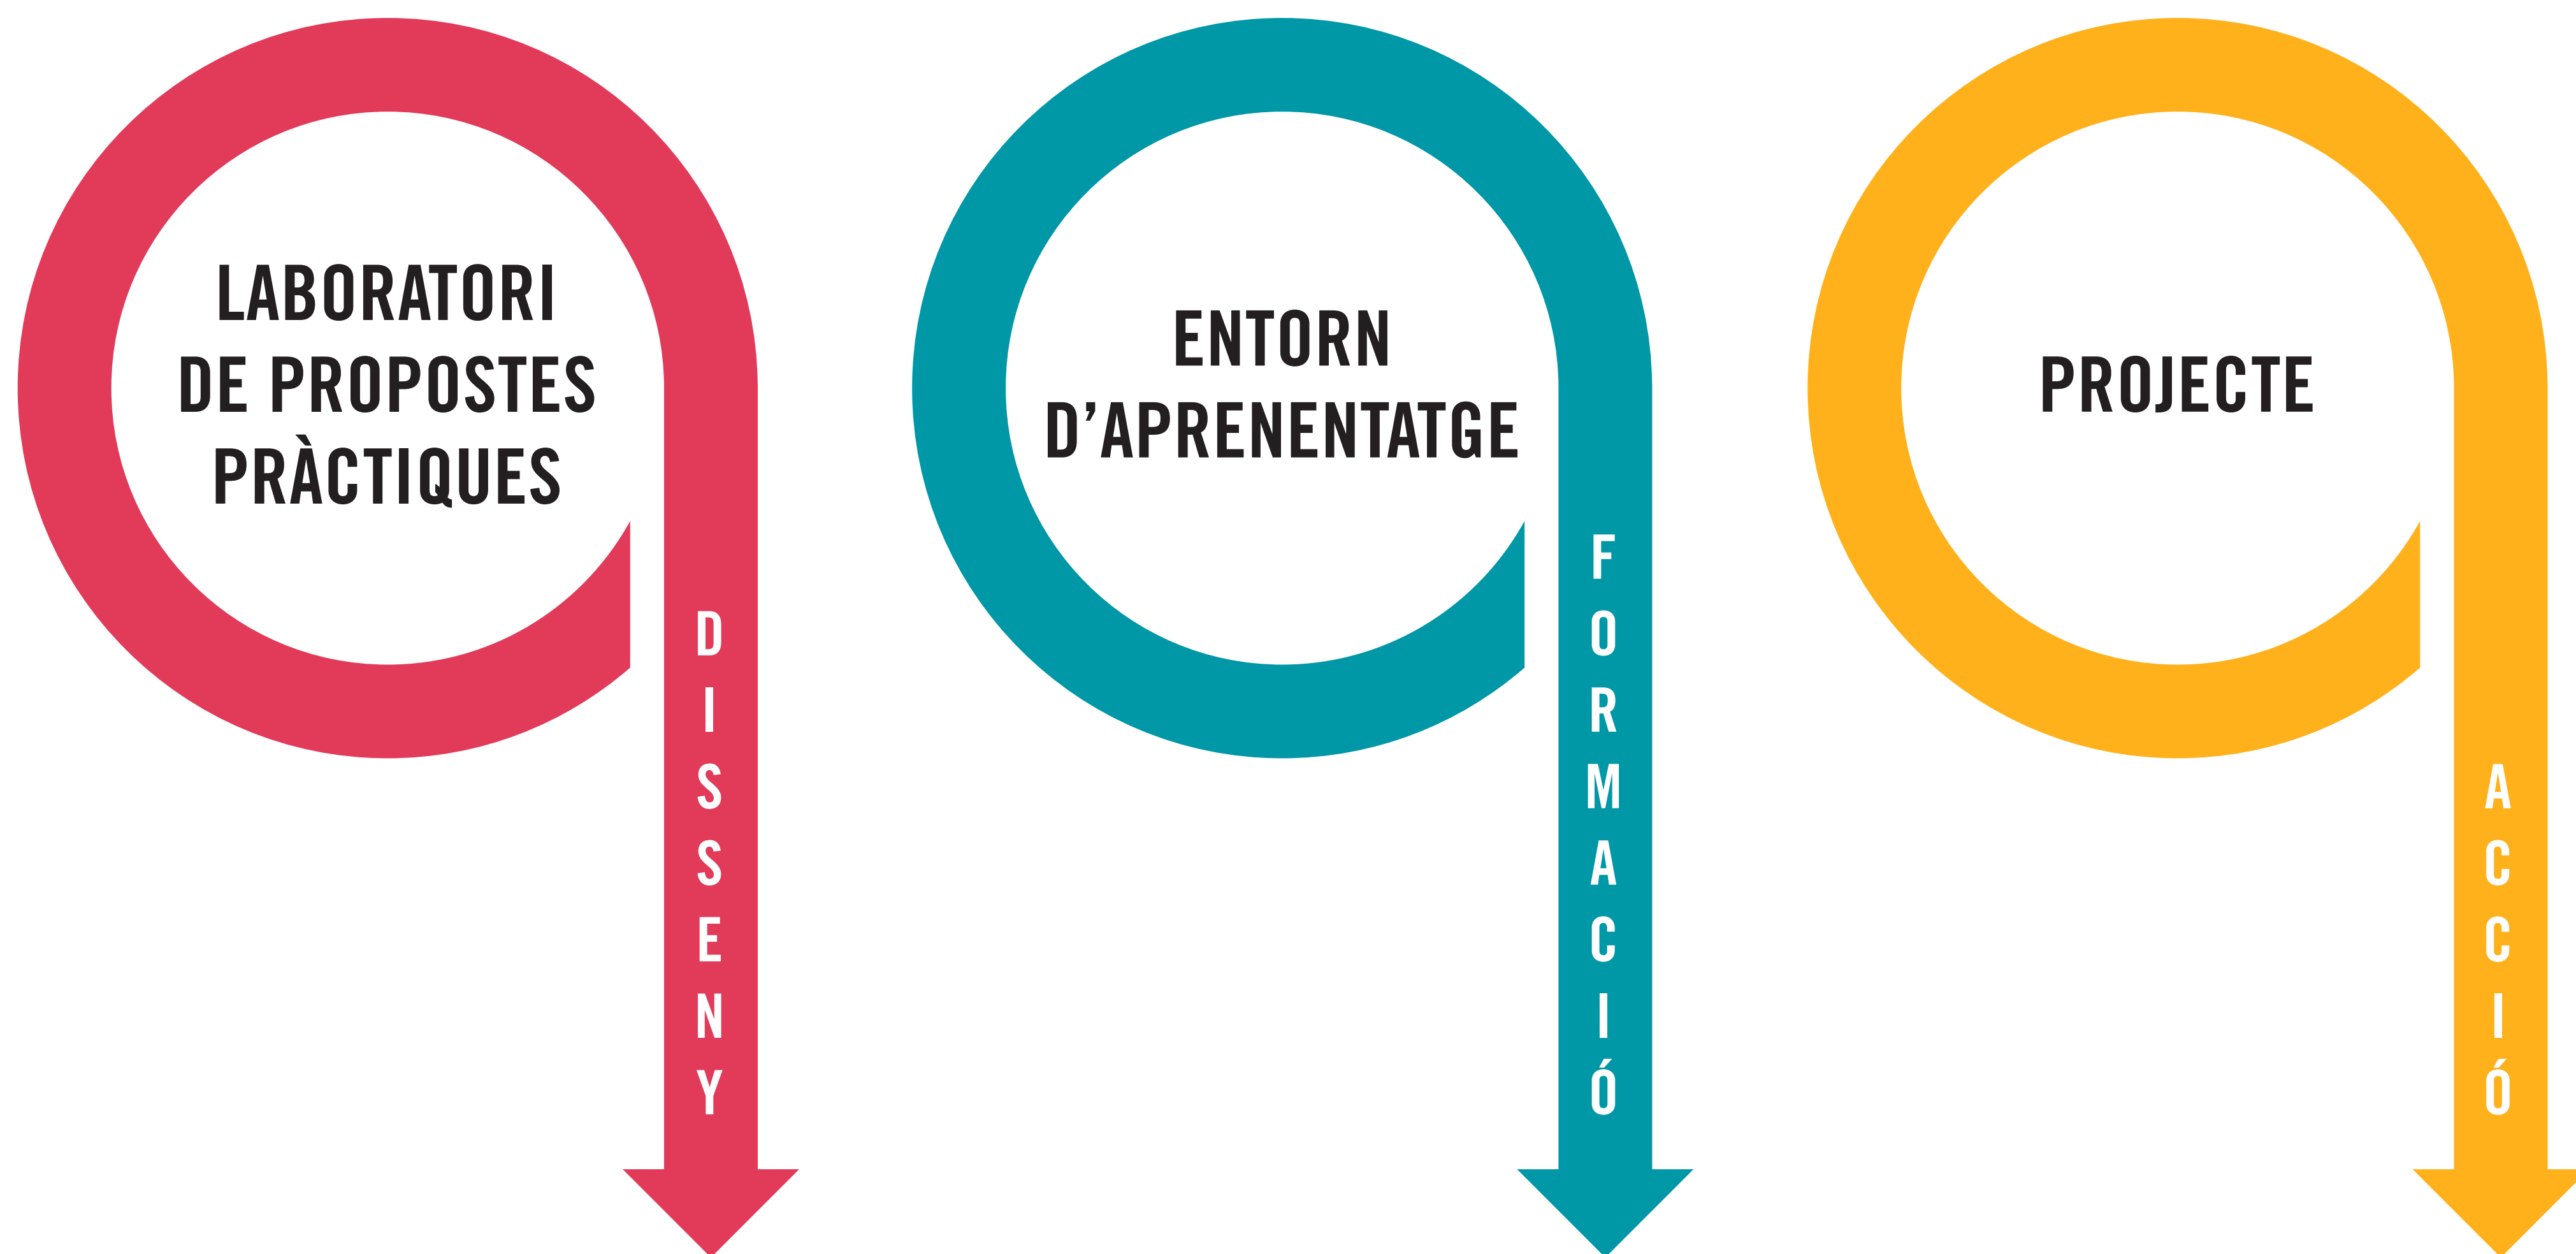 LABORATORI
DE PROPOSTES
PRÀCTIQUES
DISSENY
ENTORN
D’APRENENTATGE
FORMACIÓ
PROJECTE
ACCIÓ